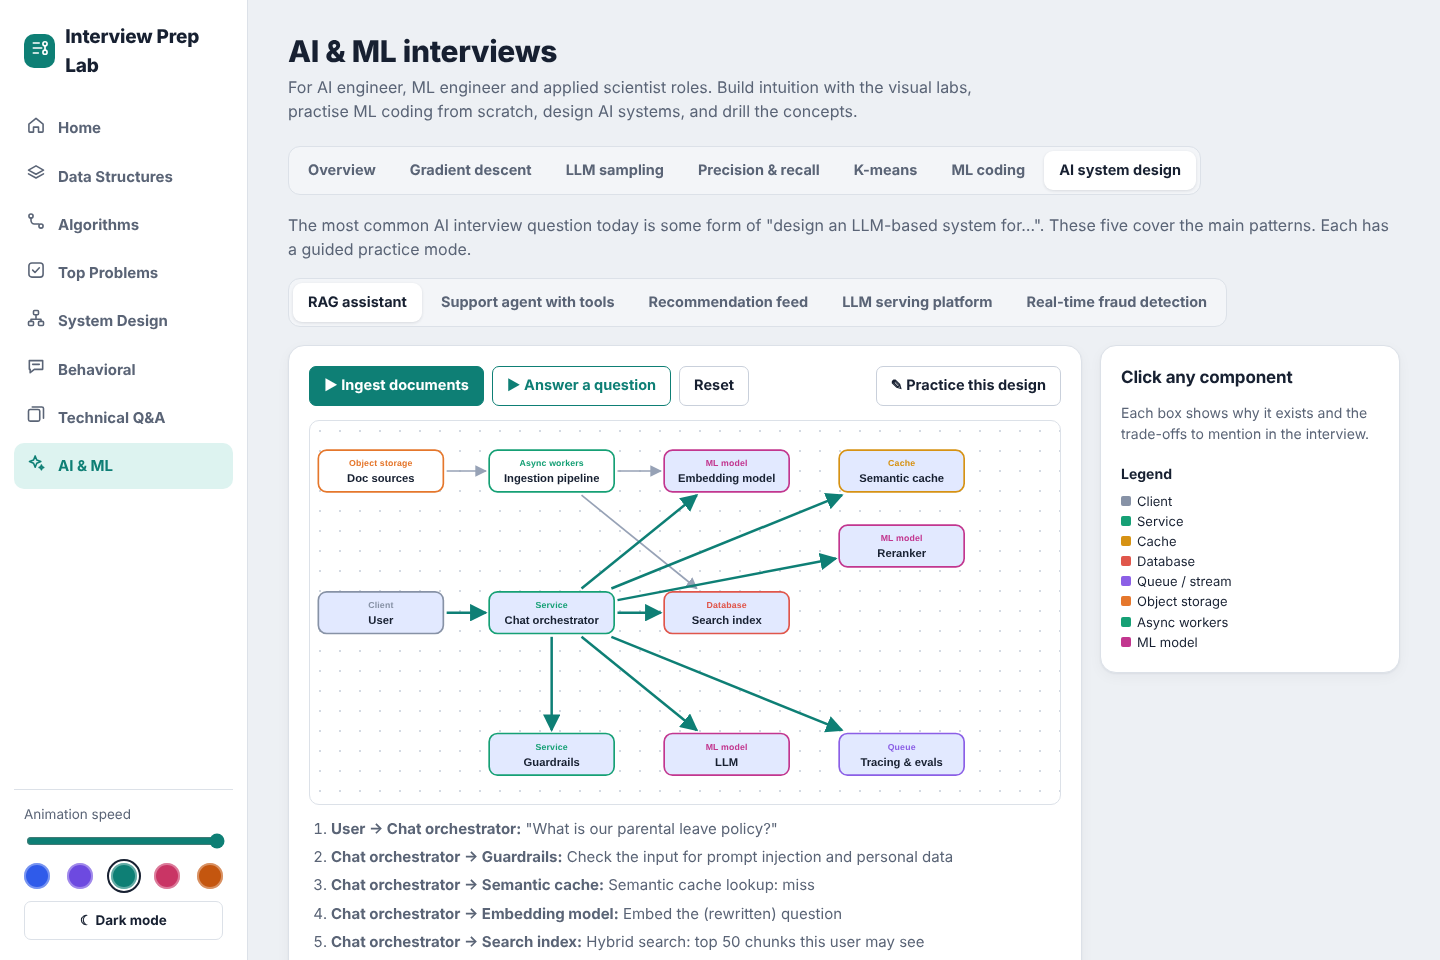 Interview Prep
Lab
Home
Data Structures
Algorithms
Top Problems
System Design
Behavioral
Technical Q&A
AI & ML
Animation speed
☾ Dark mode
AI & ML interviews
For AI engineer, ML engineer and applied scientist roles. Build intuition with the visual labs,
practise ML coding from scratch, design AI systems, and drill the concepts.
Overview
Gradient descent
LLM sampling
Precision & recall
K-means
ML coding
AI system design
The most common AI interview question today is some form of "design an LLM-based system for...". These five cover the main patterns. Each has
a guided practice mode.
RAG assistant
Support agent with tools
Recommendation feed
LLM serving platform
Real-time fraud detection
▶ Ingest documents
▶ Answer a question
Reset
✎ Practice this design
Object storage
Doc sources
Async workers
Ingestion pipeline
ML model
Embedding model
Cache
Semantic cache
ML model
Reranker
Client
User
Service
Chat orchestrator
Database
Search index
Service
Guardrails
ML model
LLM
Queue
Tracing & evals
1. User → Chat orchestrator: "What is our parental leave policy?"
2. Chat orchestrator → Guardrails: Check the input for prompt injection and personal data
3. Chat orchestrator → Semantic cache: Semantic cache lookup: miss
4. Chat orchestrator → Embedding model: Embed the (rewritten) question
5. Chat orchestrator → Search index: Hybrid search: top 50 chunks this user may see
Click any component
Each box shows why it exists and the
trade-offs to mention in the interview.
Legend
Client
Service
Cache
Database
Queue / stream
Object storage
Async workers
ML model